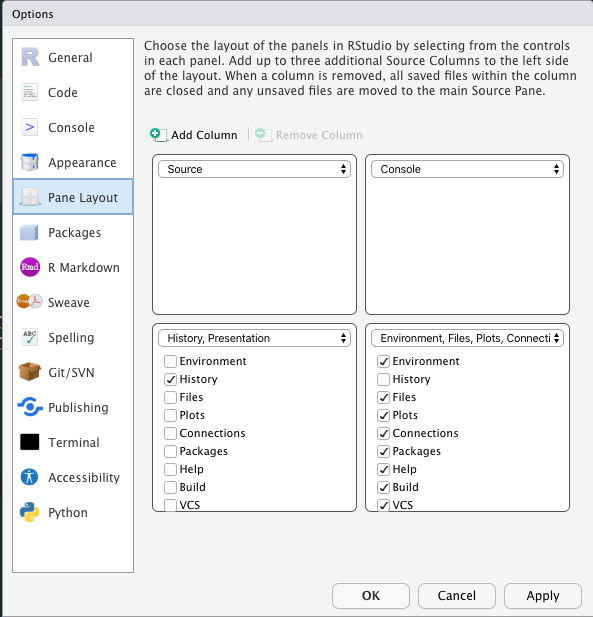 Options
General
Code
Console
Appearance
Pane Layout
Packages
Rmd R Markdown
Sweave
ABC Spelling
Git/SVN
Publishing
Terminal
Accessibility
Python
Choose the layout of the panels in RStudio by selecting from the controls
in each panel. Add up to three additional Source Columns to the left side
of the layout. When a column is removed, all saved files within the column
are closed and any unsaved files are moved to the main Source Pane.
Add Column
Remove Column
Source
Console
History, Presentation
Environment
History
Files
Plots
Connections
Packages
Help
Build
VCS
Environment, Files, Plots, Connecti
Environment
History
Files
Plots
Connections
Packages
Help
Build
VCS
OK
Cancel
Apply